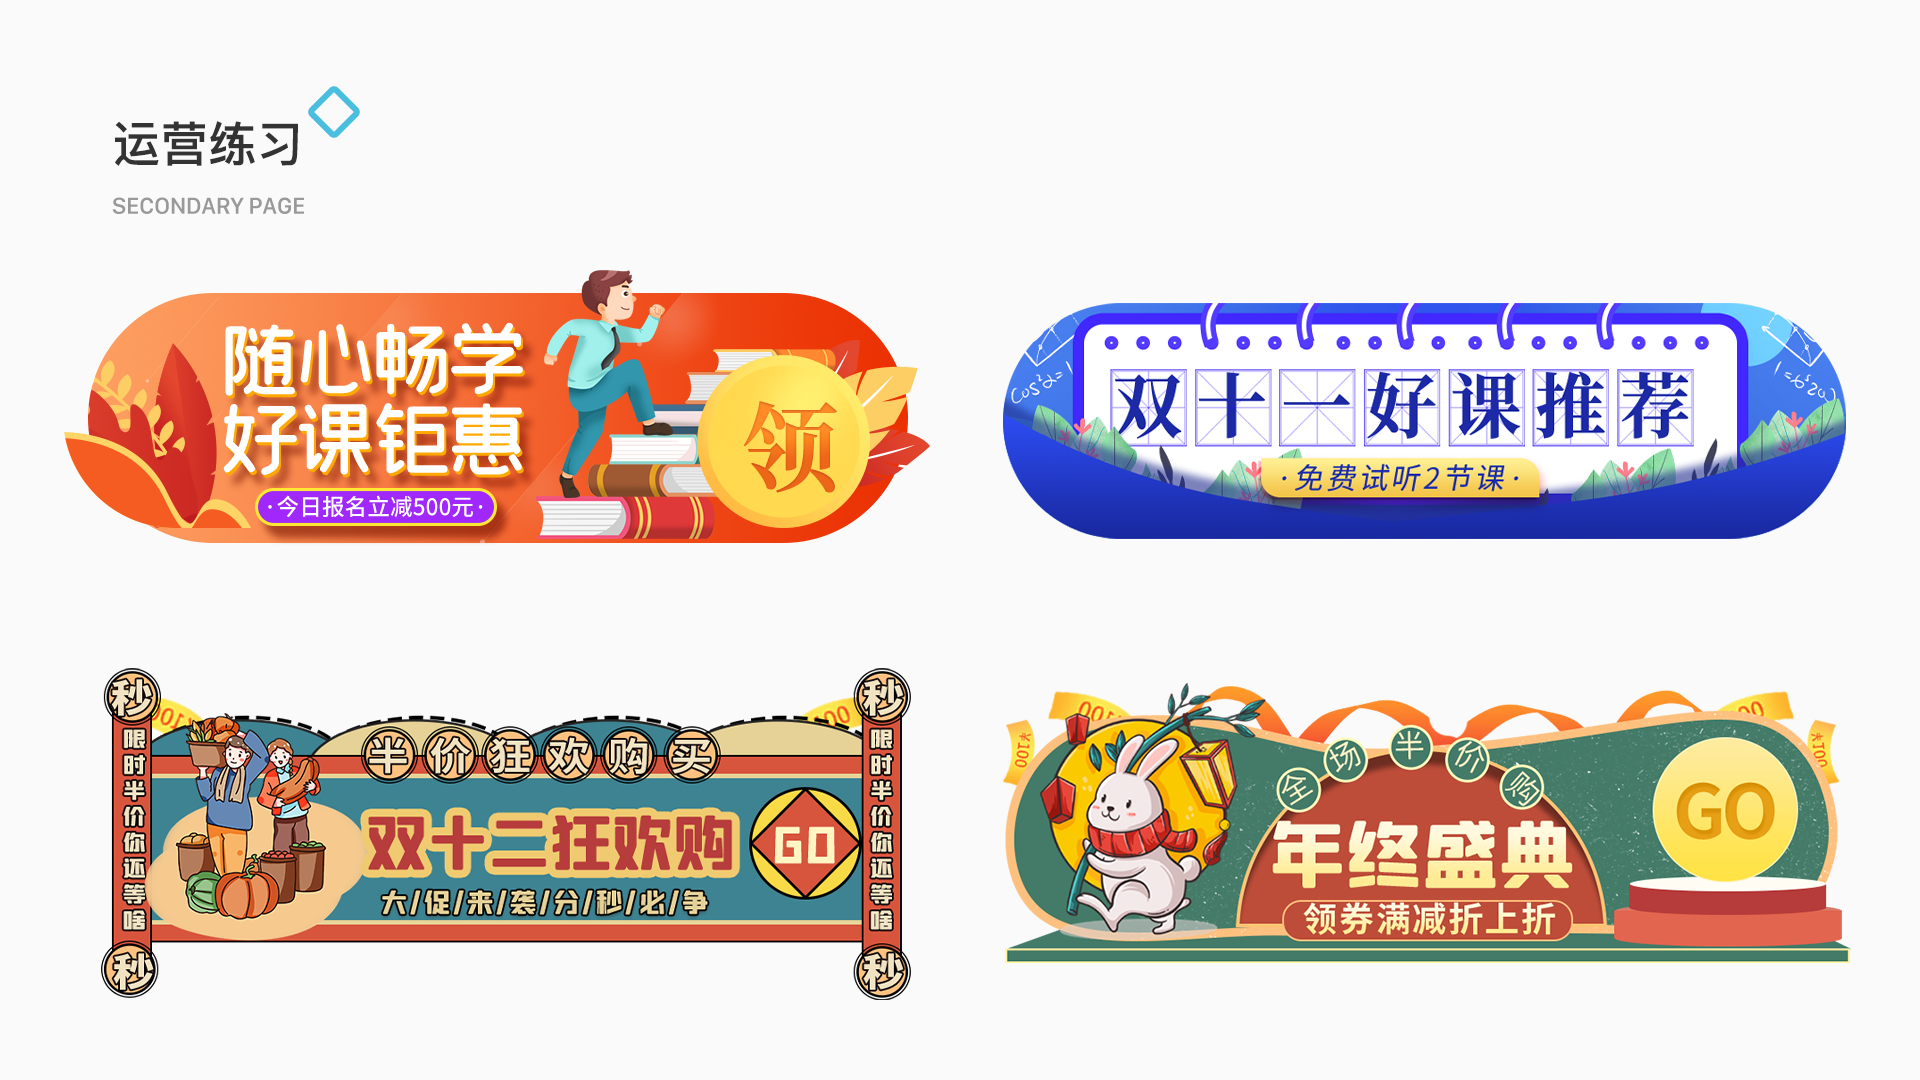 运营练习
SECONDARY PAGE
随心畅学
好课钜惠
·今日报名立减500元·
领
双十一好课推荐
·免费试听2节课·
秒
限时半价你还等啥
秒
半价狂欢购买
双十二狂欢购
大/促/来/袭/分/秒/必/争
GO
秒
限时半价你还等啥
秒
全场半价购
年终盛典
领券满减折上折
GO
¥100